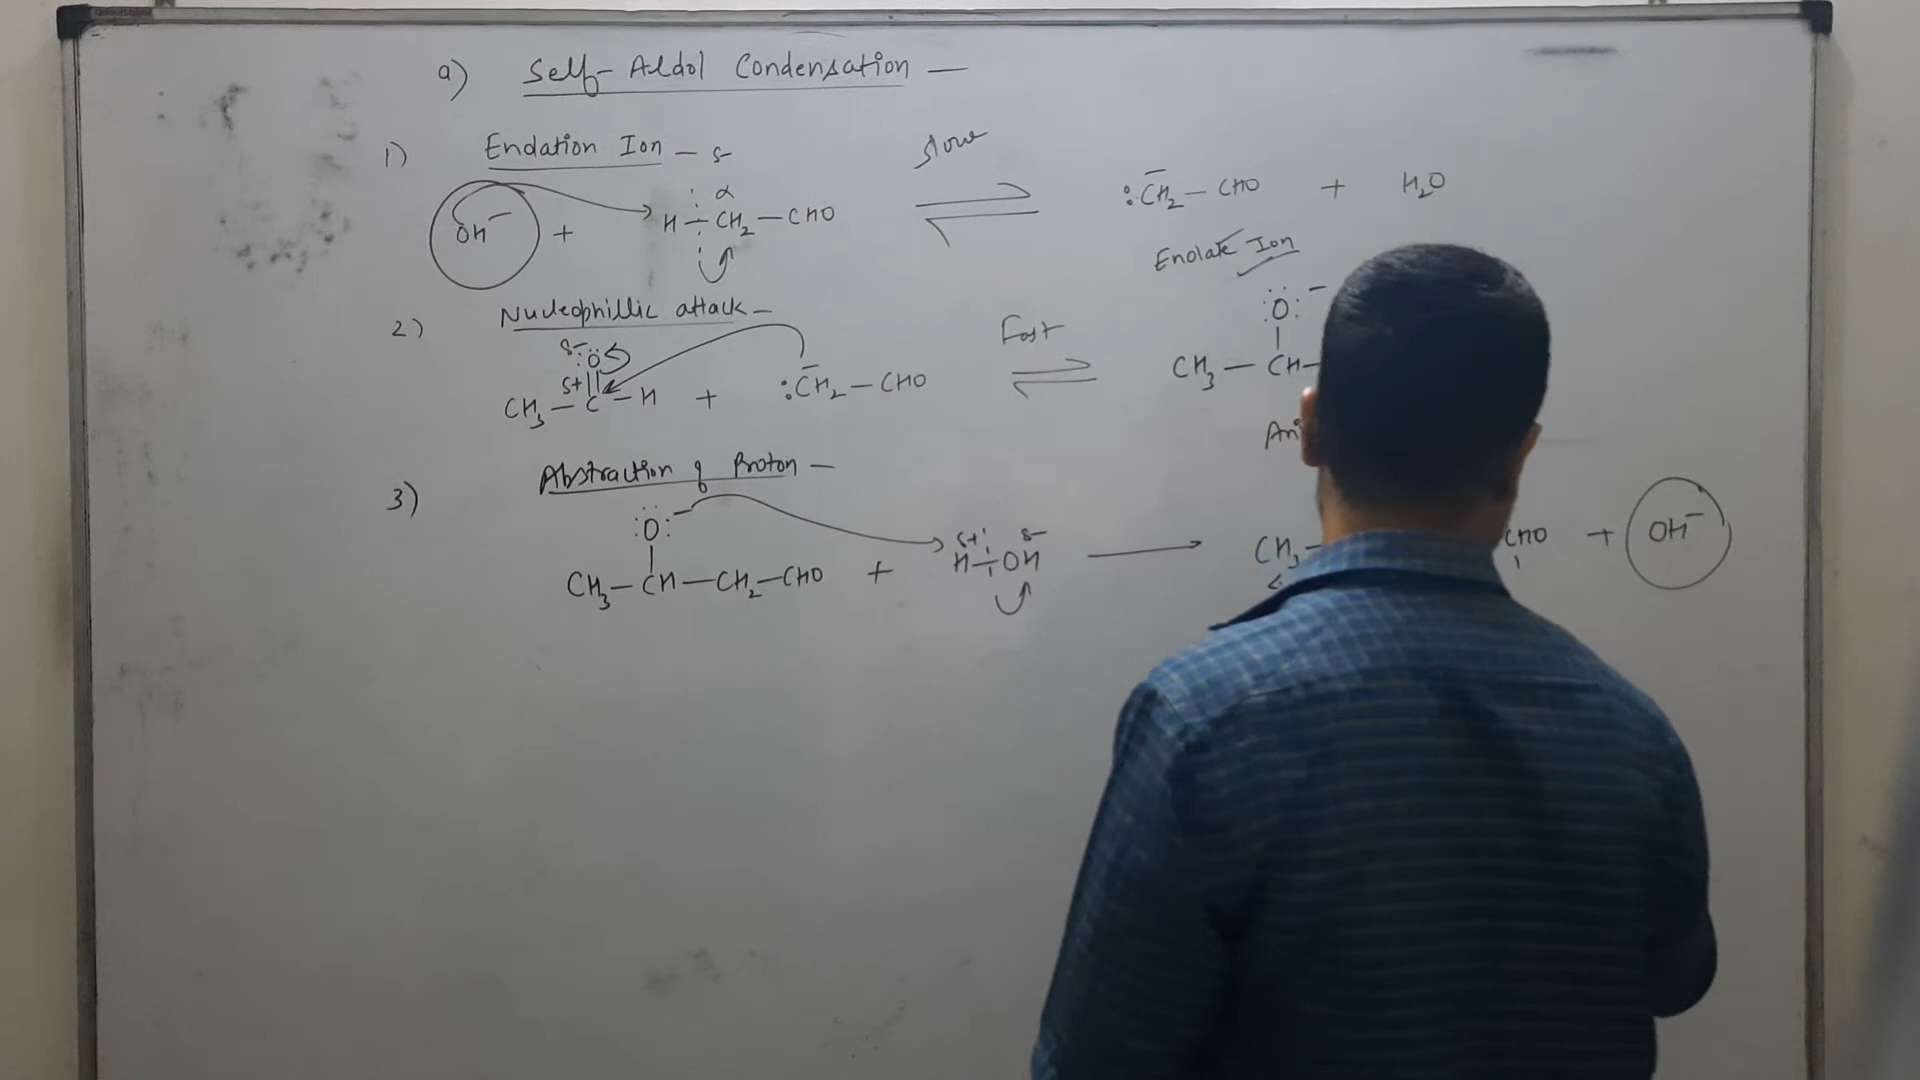 a) Self-Aldol Condensation —
1) Endation Ion — δ-
α
slow
OH⁻ + H—CH₂—CHO ⇌ :C̄H₂—CHO + H₂O
Enolate Ion
2) Nucleophillic attack —
δ- :Ö
:Ö: ⁻
Fast
δ+
CH₃—C—H + :C̄H₂—CHO ⇌ CH₃—CH—
3) Abstraction of Proton —
:Ö: ⁻
δ+ δ-
CH₃—CH—CH₂—CHO + H—OH → CH₃— CHO + OH⁻